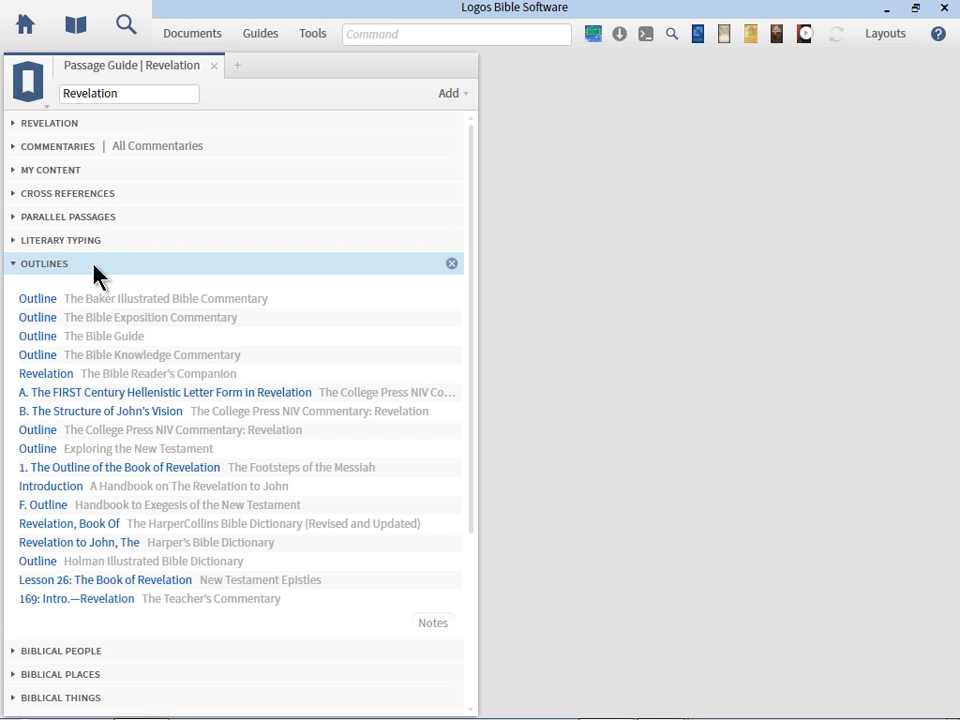 Logos Bible Software
Documents Guides Tools Command Layouts
Passage Guide | Revelation
Revelation Add
REVELATION
COMMENTARIES | All Commentaries
MY CONTENT
CROSS REFERENCES
PARALLEL PASSAGES
LITERARY TYPING
OUTLINES
Outline The Baker Illustrated Bible Commentary
Outline The Bible Exposition Commentary
Outline The Bible Guide
Outline The Bible Knowledge Commentary
Revelation The Bible Reader's Companion
A. The FIRST Century Hellenistic Letter Form in Revelation The College Press NIV Co...
B. The Structure of John's Vision The College Press NIV Commentary: Revelation
Outline The College Press NIV Commentary: Revelation
Outline Exploring the New Testament
1. The Outline of the Book of Revelation The Footsteps of the Messiah
Introduction A Handbook on The Revelation to John
F. Outline Handbook to Exegesis of the New Testament
Revelation, Book Of The HarperCollins Bible Dictionary (Revised and Updated)
Revelation to John, The Harper's Bible Dictionary
Outline Holman Illustrated Bible Dictionary
Lesson 26: The Book of Revelation New Testament Epistles
169: Intro.—Revelation The Teacher's Commentary
Notes
BIBLICAL PEOPLE
BIBLICAL PLACES
BIBLICAL THINGS